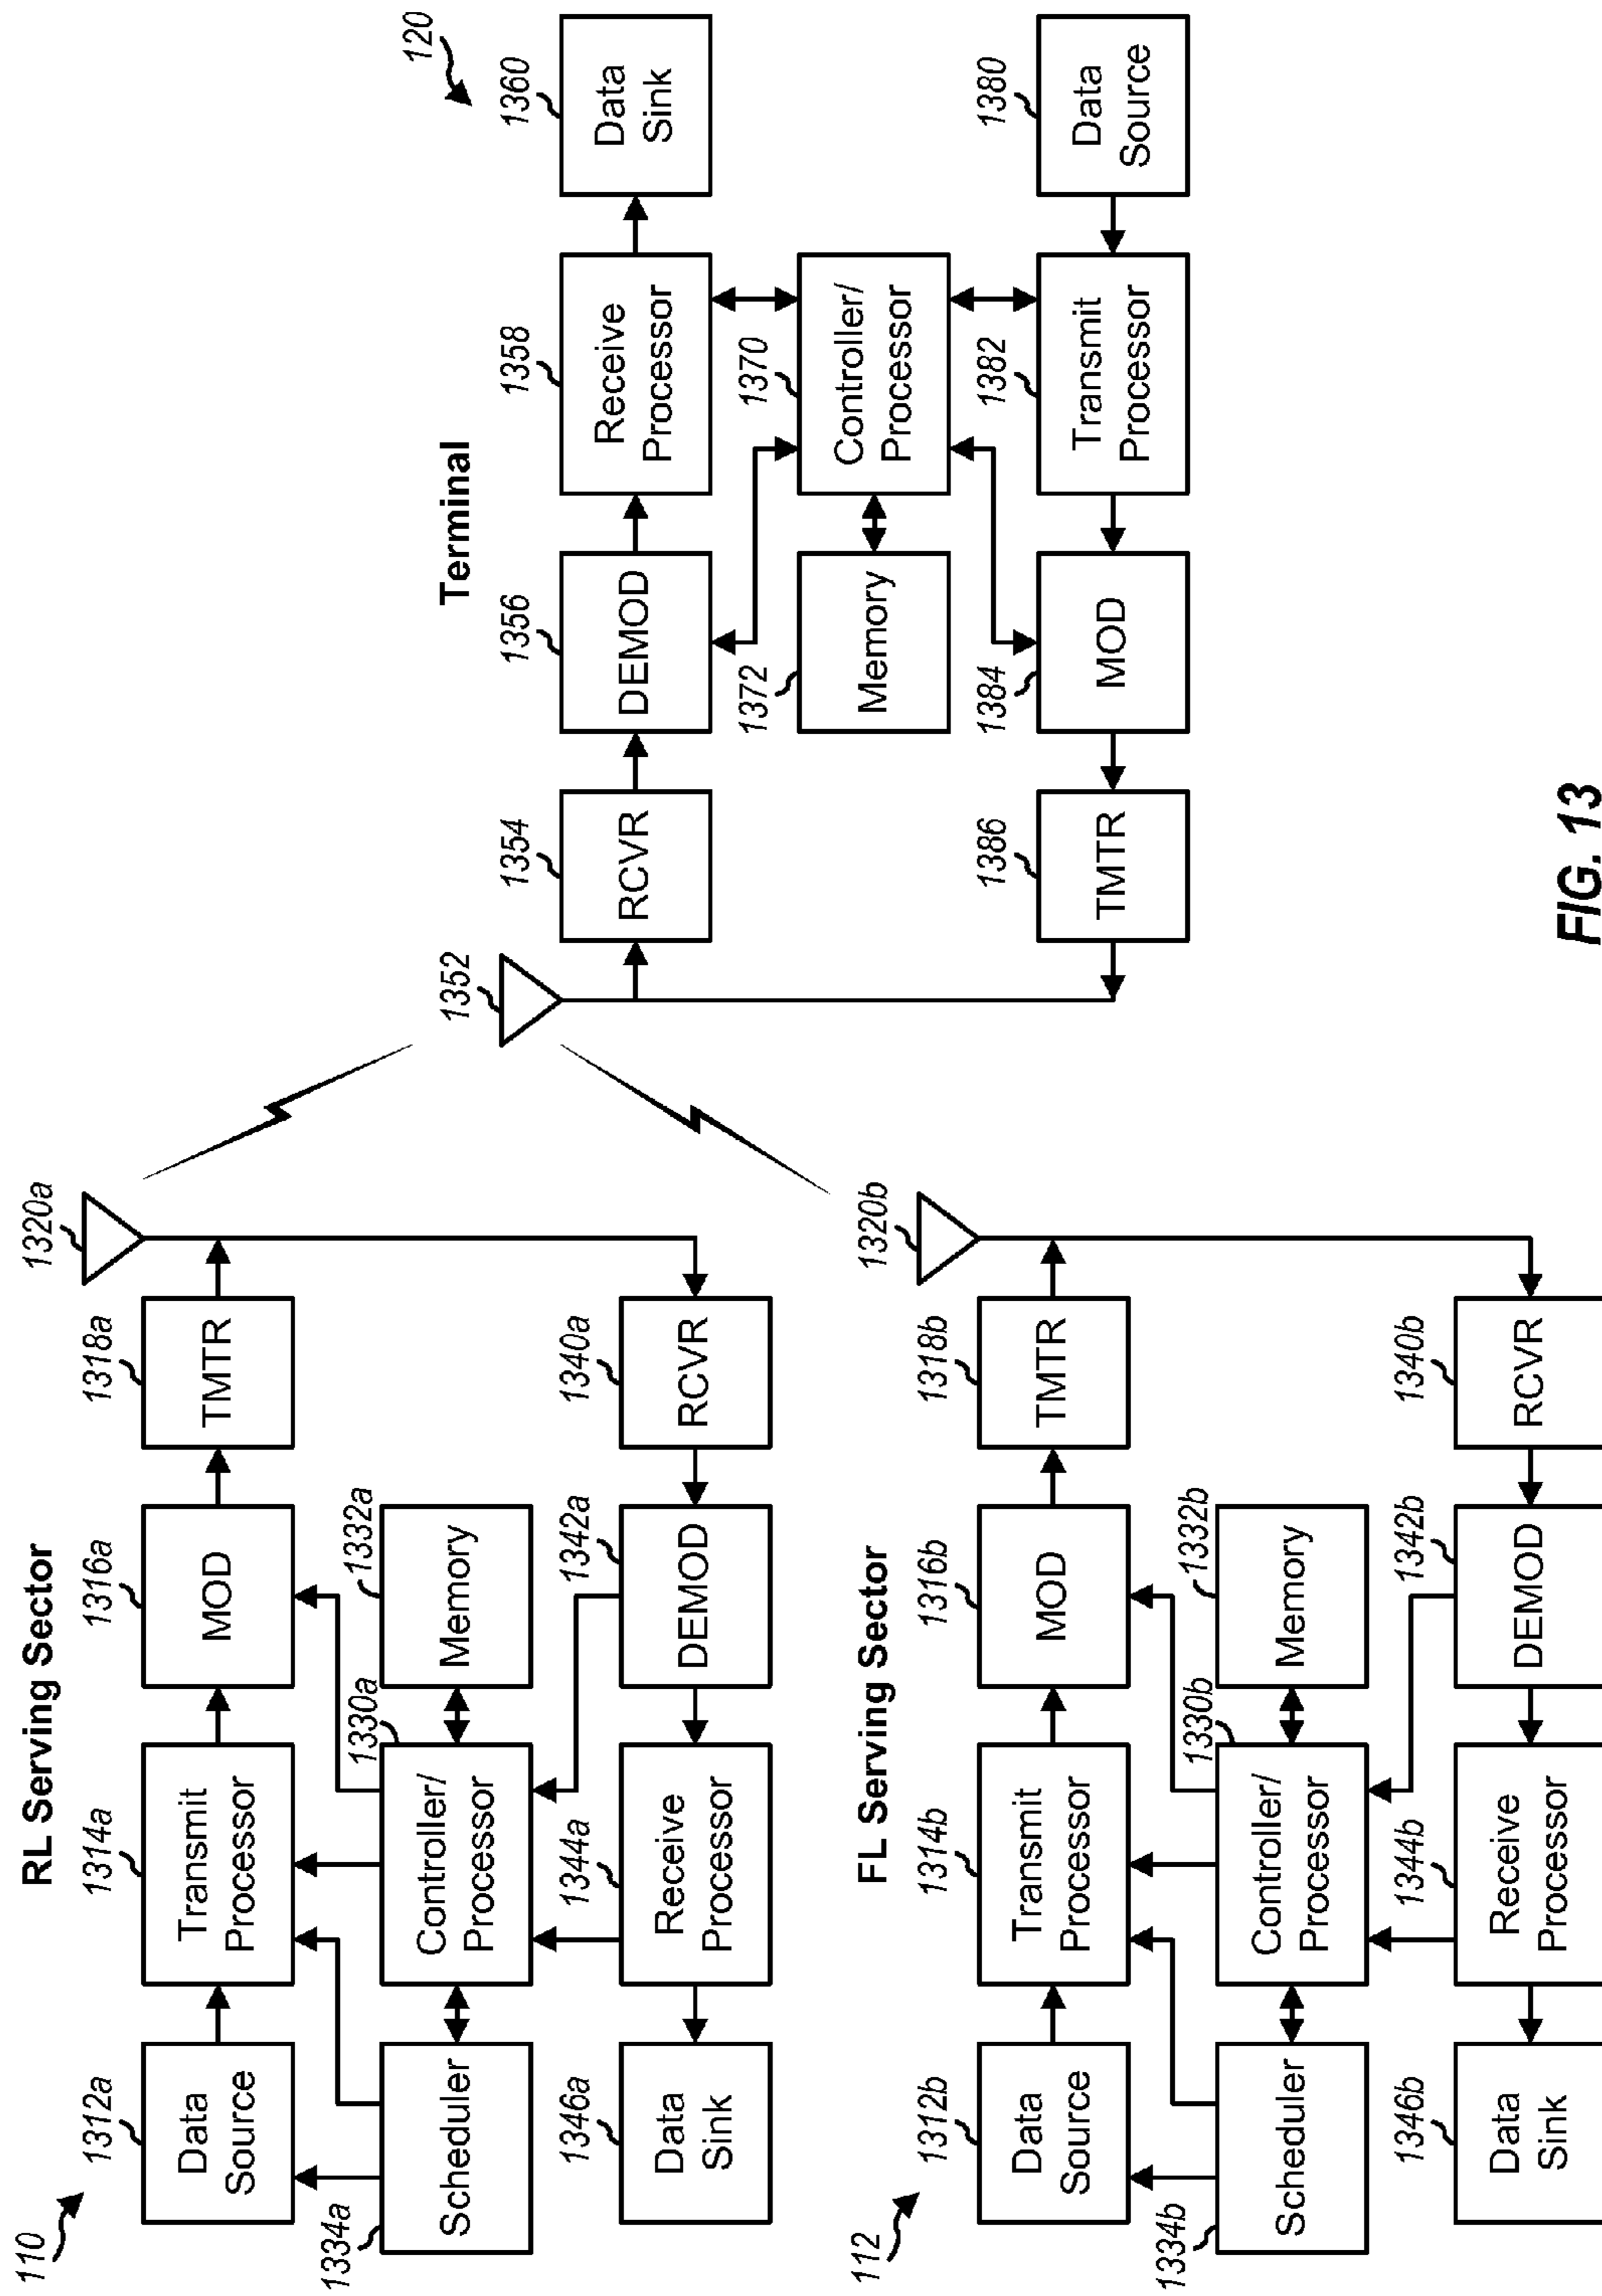 110
RL Serving Sector
1312a
Data
Source
1314a
Transmit
Processor
1316a
MOD
1318a
TMTR
1320a
1334a
Scheduler
1330a
Controller/
Processor
1332a
Memory
1346a
Data
Sink
1344a
Receive
Processor
1342a
DEMOD
1340a
RCVR
112
FL Serving Sector
1312b
Data
Source
1314b
Transmit
Processor
1316b
MOD
1318b
TMTR
1320b
1334b
Scheduler
1330b
Controller/
Processor
1332b
Memory
1346b
Data
Sink
1344b
Receive
Processor
1342b
DEMOD
1340b
RCVR
120
Terminal
1352
1354
RCVR
1356
DEMOD
1358
Receive
Processor
1360
Data
Sink
1372
Memory
1370
Controller/
Processor
1386
TMTR
1384
MOD
1382
Transmit
Processor
1380
Data
Source
FIG. 13